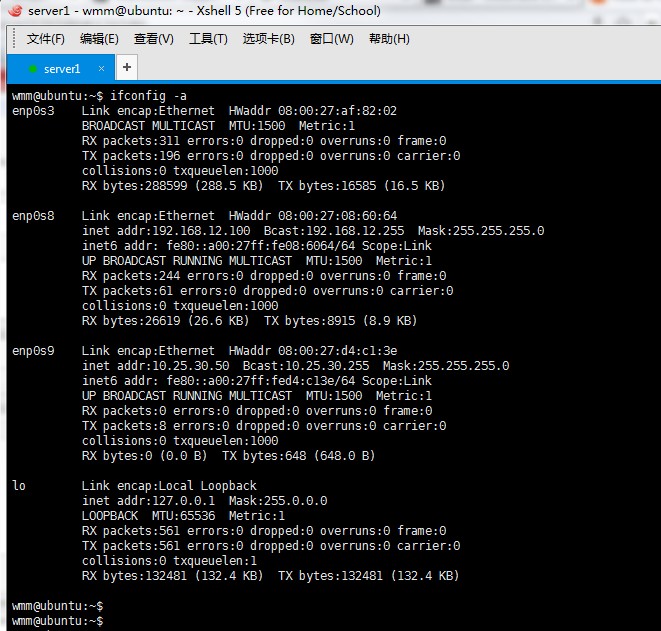 server1 - wmm@ubuntu: ~ - Xshell 5 (Free for Home/School)
文件(F) 编辑(E) 查看(V) 工具(T) 选项卡(B) 窗口(W) 帮助(H)
server1 × +
wmm@ubuntu:~$ ifconfig -a
enp0s3 Link encap:Ethernet HWaddr 08:00:27:af:82:02
BROADCAST MULTICAST MTU:1500 Metric:1
RX packets:311 errors:0 dropped:0 overruns:0 frame:0
TX packets:196 errors:0 dropped:0 overruns:0 carrier:0
collisions:0 txqueuelen:1000
RX bytes:288599 (288.5 KB) TX bytes:16585 (16.5 KB)
enp0s8 Link encap:Ethernet HWaddr 08:00:27:08:60:64
inet addr:192.168.12.100 Bcast:192.168.12.255 Mask:255.255.255.0
inet6 addr: fe80::a00:27ff:fe08:6064/64 Scope:Link
UP BROADCAST RUNNING MULTICAST MTU:1500 Metric:1
RX packets:244 errors:0 dropped:0 overruns:0 frame:0
TX packets:61 errors:0 dropped:0 overruns:0 carrier:0
collisions:0 txqueuelen:1000
RX bytes:26619 (26.6 KB) TX bytes:8915 (8.9 KB)
enp0s9 Link encap:Ethernet HWaddr 08:00:27:d4:c1:3e
inet addr:10.25.30.50 Bcast:10.25.30.255 Mask:255.255.255.0
inet6 addr: fe80::a00:27ff:fed4:c13e/64 Scope:Link
UP BROADCAST RUNNING MULTICAST MTU:1500 Metric:1
RX packets:0 errors:0 dropped:0 overruns:0 frame:0
TX packets:8 errors:0 dropped:0 overruns:0 carrier:0
collisions:0 txqueuelen:1000
RX bytes:0 (0.0 B) TX bytes:648 (648.0 B)
lo Link encap:Local Loopback
inet addr:127.0.0.1 Mask:255.0.0.0
LOOPBACK MTU:65536 Metric:1
RX packets:561 errors:0 dropped:0 overruns:0 frame:0
TX packets:561 errors:0 dropped:0 overruns:0 carrier:0
collisions:0 txqueuelen:1
RX bytes:132481 (132.4 KB) TX bytes:132481 (132.4 KB)
wmm@ubuntu:~$
wmm@ubuntu:~$